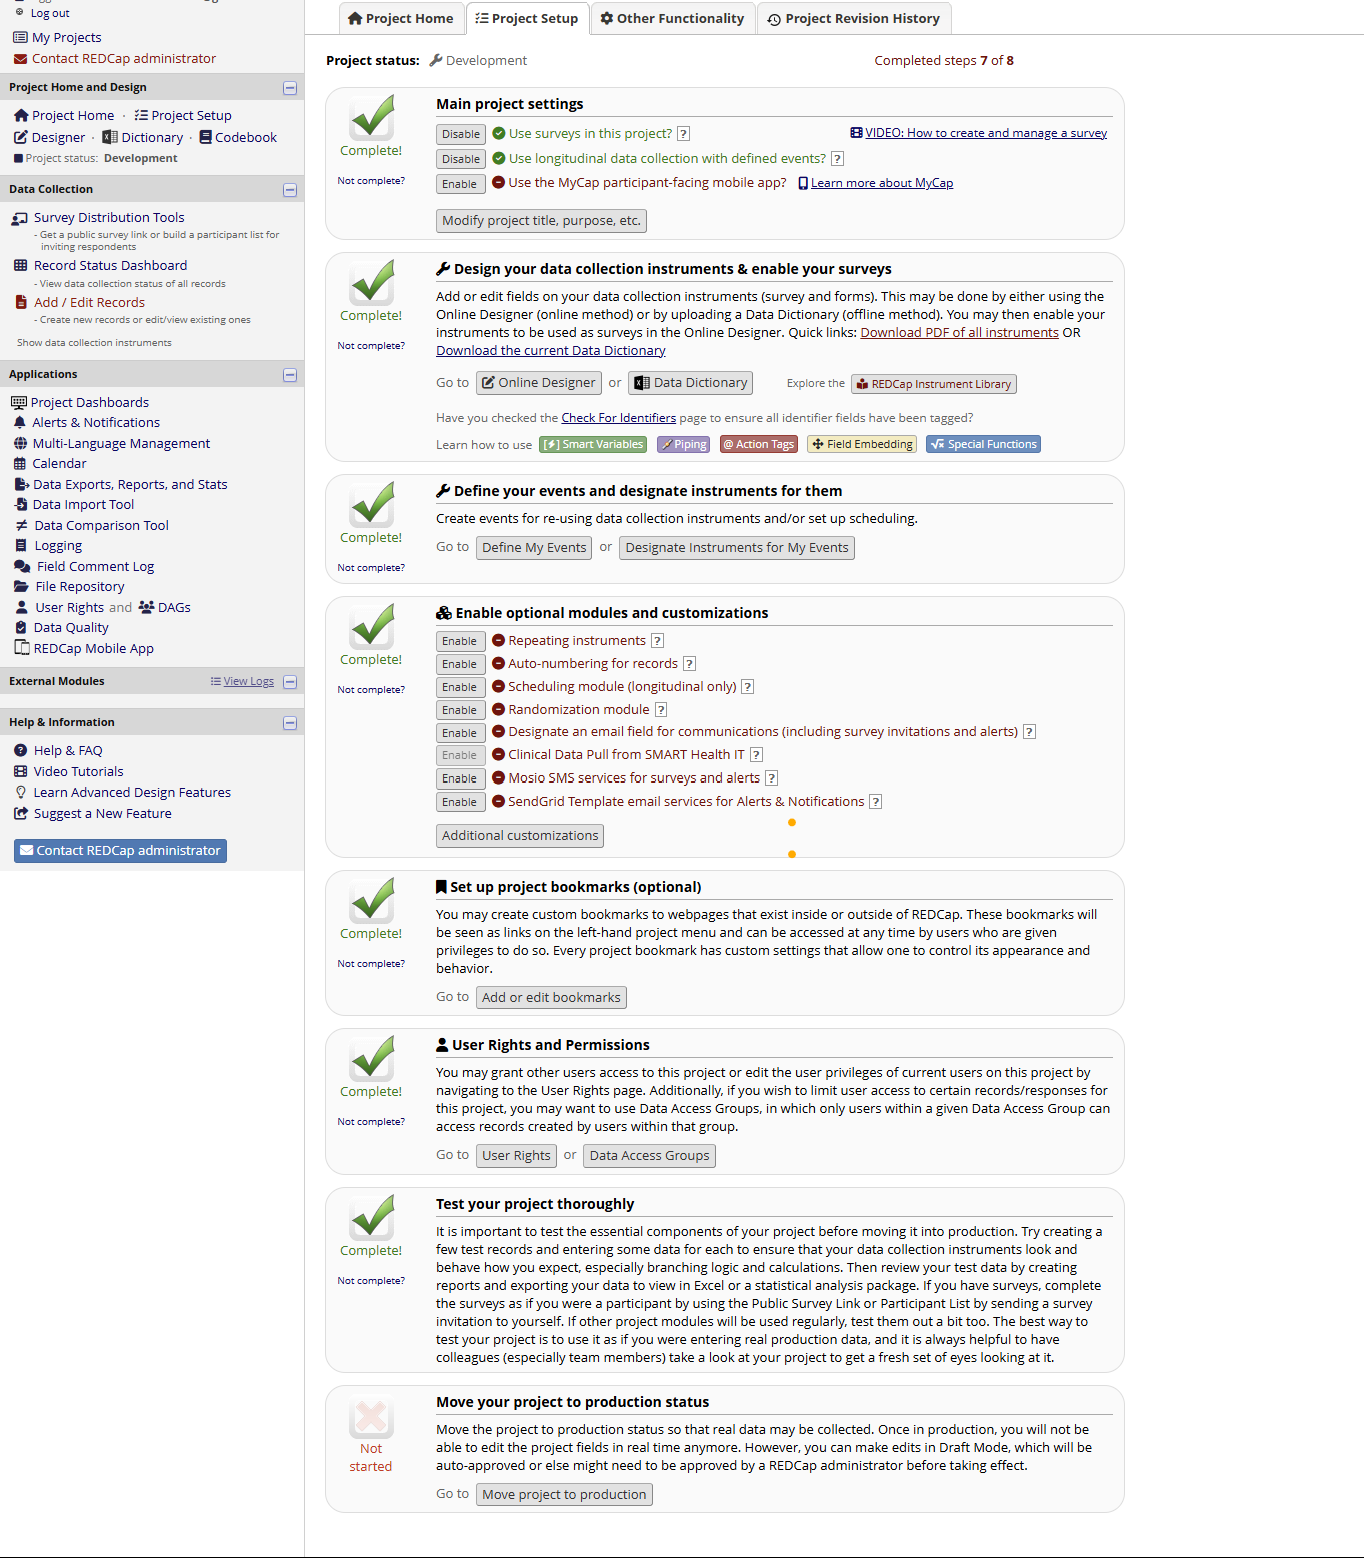 Log out
My Projects
Contact REDCap administrator
Project Home and Design
Project Home · Project Setup
Designer · Dictionary · Codebook
Project status: Development
Data Collection
Survey Distribution Tools
- Get a public survey link or build a participant list for
inviting respondents
Record Status Dashboard
- View data collection status of all records
Add / Edit Records
- Create new records or edit/view existing ones
Show data collection instruments
Applications
Project Dashboards
Alerts & Notifications
Multi-Language Management
Calendar
Data Exports, Reports, and Stats
Data Import Tool
Data Comparison Tool
Logging
Field Comment Log
File Repository
User Rights and DAGs
Data Quality
REDCap Mobile App
External Modules View Logs
Help & Information
Help & FAQ
Video Tutorials
Learn Advanced Design Features
Suggest a New Feature
Contact REDCap administrator
Project Home Project Setup Other Functionality Project Revision History
Project status: Development Completed steps 7 of 8
Complete!
Not complete?
Main project settings
Disable Use surveys in this project? ? VIDEO: How to create and manage a survey
Disable Use longitudinal data collection with defined events? ?
Enable Use the MyCap participant-facing mobile app? Learn more about MyCap
Modify project title, purpose, etc.
Complete!
Not complete?
Design your data collection instruments & enable your surveys
Add or edit fields on your data collection instruments (survey and forms). This may be done by either using the
Online Designer (online method) or by uploading a Data Dictionary (offline method). You may then enable your
instruments to be used as surveys in the Online Designer. Quick links: Download PDF of all instruments OR
Download the current Data Dictionary
Go to Online Designer or Data Dictionary Explore the REDCap Instrument Library
Have you checked the Check For Identifiers page to ensure all identifier fields have been tagged?
Learn how to use [⚡] Smart Variables Piping @ Action Tags Field Embedding √x Special Functions
Complete!
Not complete?
Define your events and designate instruments for them
Create events for re-using data collection instruments and/or set up scheduling.
Go to Define My Events or Designate Instruments for My Events
Complete!
Not complete?
Enable optional modules and customizations
Enable Repeating instruments ?
Enable Auto-numbering for records ?
Enable Scheduling module (longitudinal only) ?
Enable Randomization module ?
Enable Designate an email field for communications (including survey invitations and alerts) ?
Enable Clinical Data Pull from SMART Health IT ?
Enable Mosio SMS services for surveys and alerts ?
Enable SendGrid Template email services for Alerts & Notifications ?
Additional customizations
Complete!
Not complete?
Set up project bookmarks (optional)
You may create custom bookmarks to webpages that exist inside or outside of REDCap. These bookmarks will
be seen as links on the left-hand project menu and can be accessed at any time by users who are given
privileges to do so. Every project bookmark has custom settings that allow one to control its appearance and
behavior.
Go to Add or edit bookmarks
Complete!
Not complete?
User Rights and Permissions
You may grant other users access to this project or edit the user privileges of current users on this project by
navigating to the User Rights page. Additionally, if you wish to limit user access to certain records/responses for
this project, you may want to use Data Access Groups, in which only users within a given Data Access Group can
access records created by users within that group.
Go to User Rights or Data Access Groups
Complete!
Not complete?
Test your project thoroughly
It is important to test the essential components of your project before moving it into production. Try creating a
few test records and entering some data for each to ensure that your data collection instruments look and
behave how you expect, especially branching logic and calculations. Then review your test data by creating
reports and exporting your data to view in Excel or a statistical analysis package. If you have surveys, complete
the surveys as if you were a participant by using the Public Survey Link or Participant List by sending a survey
invitation to yourself. If other project modules will be used regularly, test them out a bit too. The best way to
test your project is to use it as if you were entering real production data, and it is always helpful to have
colleagues (especially team members) take a look at your project to get a fresh set of eyes looking at it.
Not
started
Move your project to production status
Move the project to production status so that real data may be collected. Once in production, you will not be
able to edit the project fields in real time anymore. However, you can make edits in Draft Mode, which will be
auto-approved or else might need to be approved by a REDCap administrator before taking effect.
Go to Move project to production